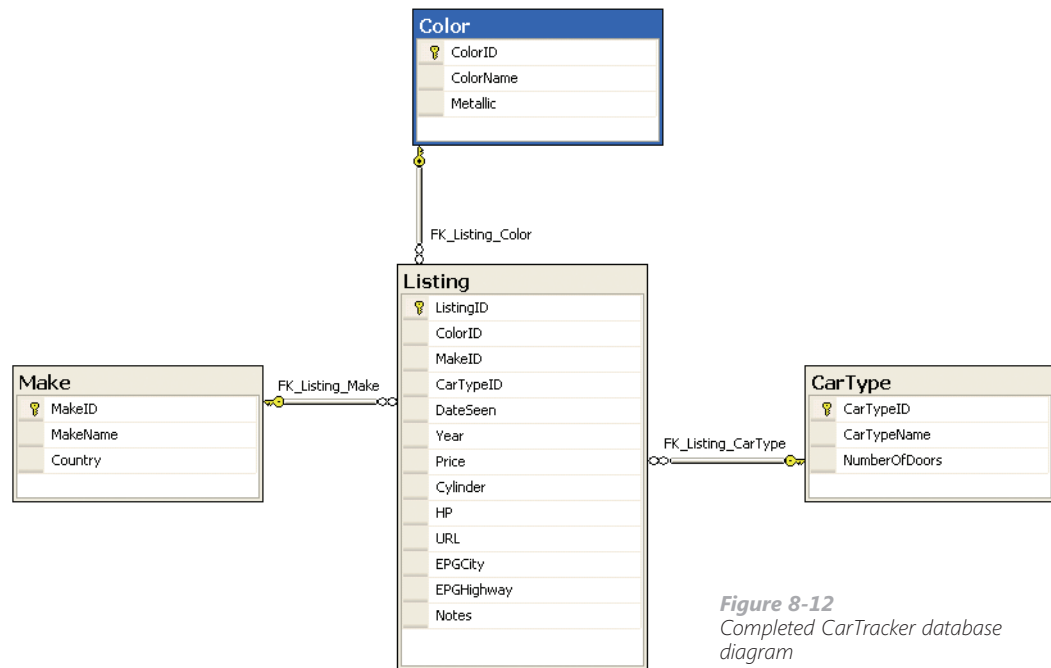 Color
ColorID
ColorName
Metallic
FK_Listing_Color
Listing
ListingID
ColorID
MakeID
CarTypeID
DateSeen
Year
Price
Cylinder
HP
URL
EPGCity
EPGHighway
Notes
Make
MakeID
MakeName
Country
FK_Listing_Make
CarType
CarTypeID
CarTypeName
NumberOfDoors
FK_Listing_CarType
Figure 8-12
Completed CarTracker database
diagram